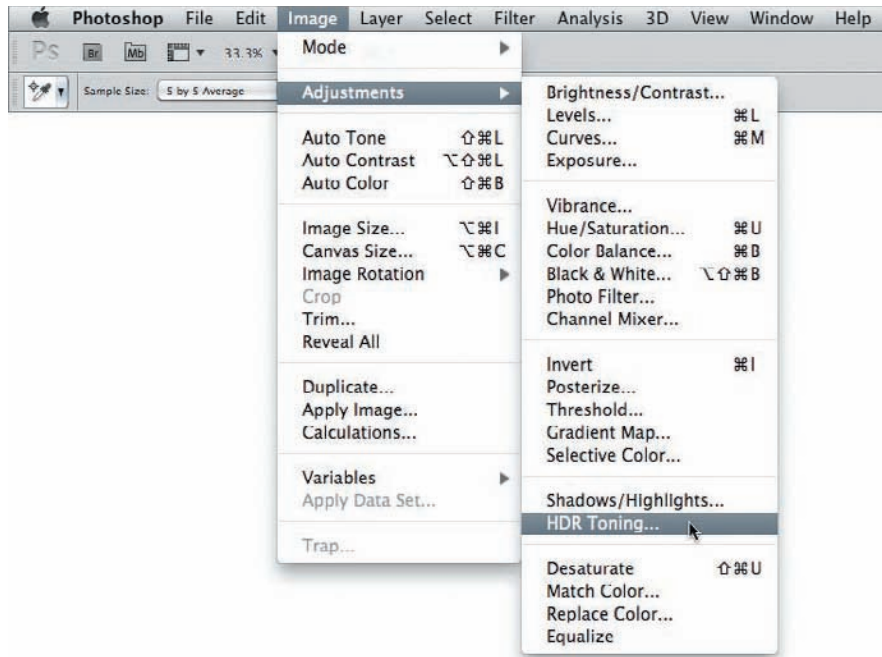 Photoshop File Edit Image Layer Select Filter Analysis 3D View Window Help
Ps Br Mb 33.3%
Sample Size: 5 by 5 Average
Mode
Adjustments
Auto Tone ⇧⌘L
Auto Contrast ⌥⇧⌘L
Auto Color ⇧⌘B
Image Size... ⌥⌘I
Canvas Size... ⌥⌘C
Image Rotation
Crop
Trim...
Reveal All
Duplicate...
Apply Image...
Calculations...
Variables
Apply Data Set...
Trap...
Brightness/Contrast...
Levels... ⌘L
Curves... ⌘M
Exposure...
Vibrance...
Hue/Saturation... ⌘U
Color Balance... ⌘B
Black & White... ⌥⇧⌘B
Photo Filter...
Channel Mixer...
Invert ⌘I
Posterize...
Threshold...
Gradient Map...
Selective Color...
Shadows/Highlights...
HDR Toning...
Desaturate ⇧⌘U
Match Color...
Replace Color...
Equalize